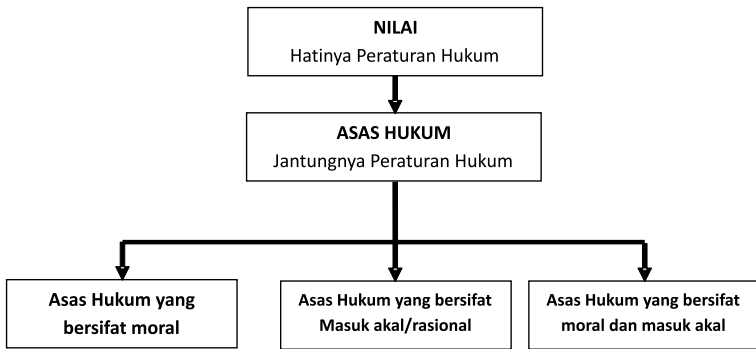 NILAI
Hatinya Peraturan Hukum
ASAS HUKUM
Jantungnya Peraturan Hukum
Asas Hukum yang
bersifat moral
Asas Hukum yang bersifat
Masuk akal/rasional
Asas Hukum yang bersifat
moral dan masuk akal